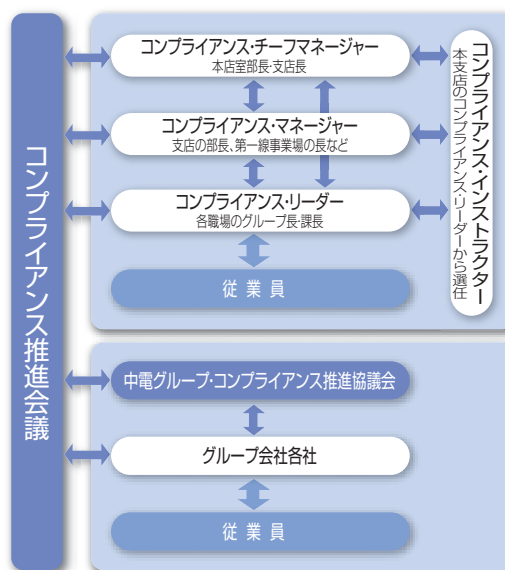 コンプライアンス推進会議
コンプライアンス・チーフマネージャー
本店室部長・支店長
コンプライアンス・マネージャー
支店の部長、第一線事業場の長など
コンプライアンス・リーダー
各職場のグループ長・課長
従業員
コンプライアンス・インストラクター
本支店のコンプライアンス・リーダーから選任
中電グループ・コンプライアンス推進協議会
グループ会社各社
従業員